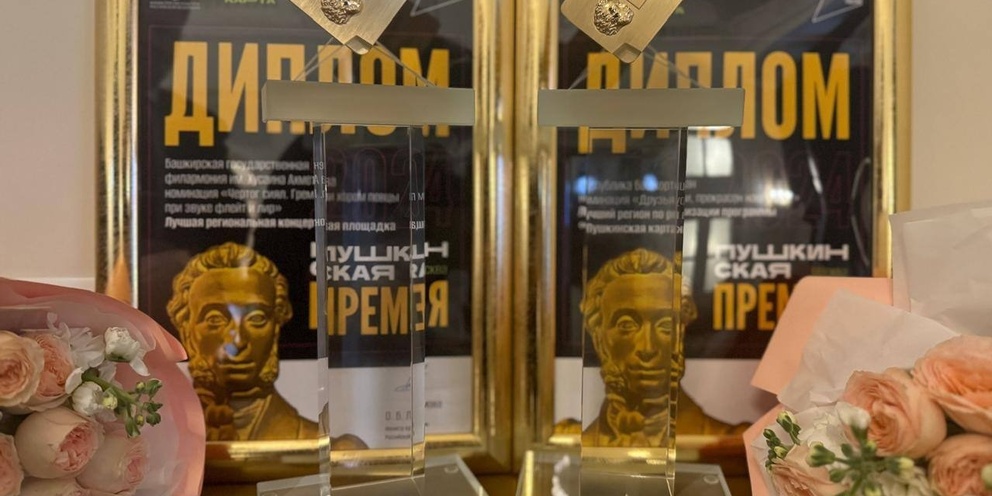 ДИПЛОМ
Башкирская государственная
филармония им. Хусаина Ахметова
номинация «Чертог сиял. Гремели хором певцы
при звуке флейт и лир»
Лучшая региональная концертная площадка
ПУШКИН
СКАЯ
ПРЕМИЯ
ДИПЛОМ
2024
Республика Башкортостан
номинация «Друзья мои, прекрасен наш союз»
Лучший регион по реализации программы
"Пушкинская карта"
ПУШКИН
СКАЯ
ПРЕМ